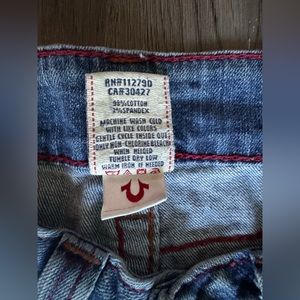 RN#112790
CA#30427
98%COTTON
2%SPANDEX
MACHINE WASH COLD
WITH LIKE COLORS
GENTLE CYCLE INSIDE OUT
ONLY NON-CHLORINE BLEACH
WHEN NEEDED
TUMBLE DRY LOW
WARM IRON IF NEEDED